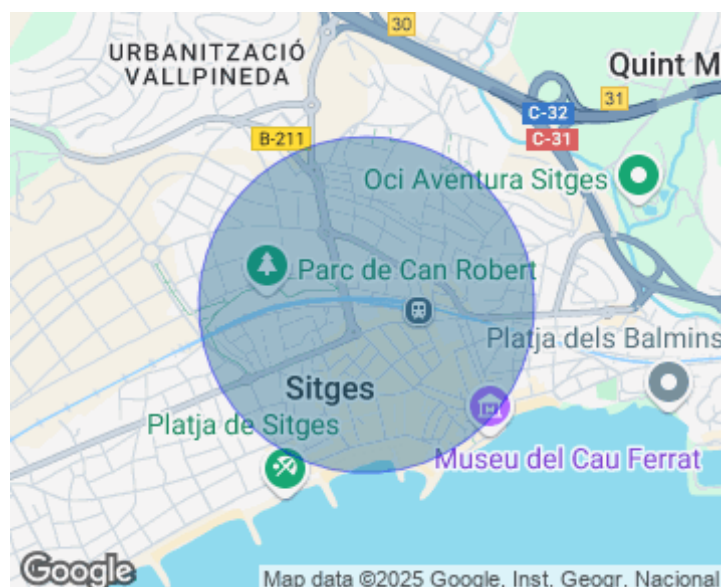 30
URBANITZACIÓ
VALLPINEDA
Quint M
31
C-32
B-211
C-31
Oci Aventura Sitges
Parc de Can Robert
Platja dels Balmins
Sitges
Platja de Sitges
Museu del Cau Ferrat
Google
Map data ©2025 Google, Inst. Geogr. Nacional